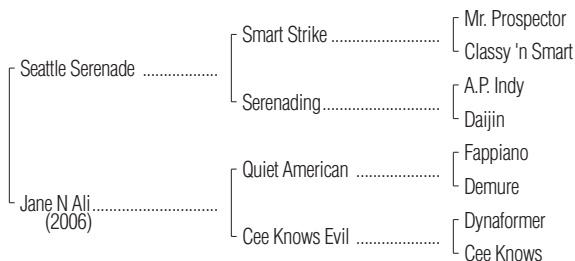 Mr. Prospector
Smart Strike ......................
Classy 'n Smart
Seattle Serenade ..................
A.P. Indy
Serenading........................
Daijin
Fappiano
Quiet American ..................
Demure
Jane N Ali..............................
(2006)
Dynaformer
Cee Knows Evil ..................
Cee Knows